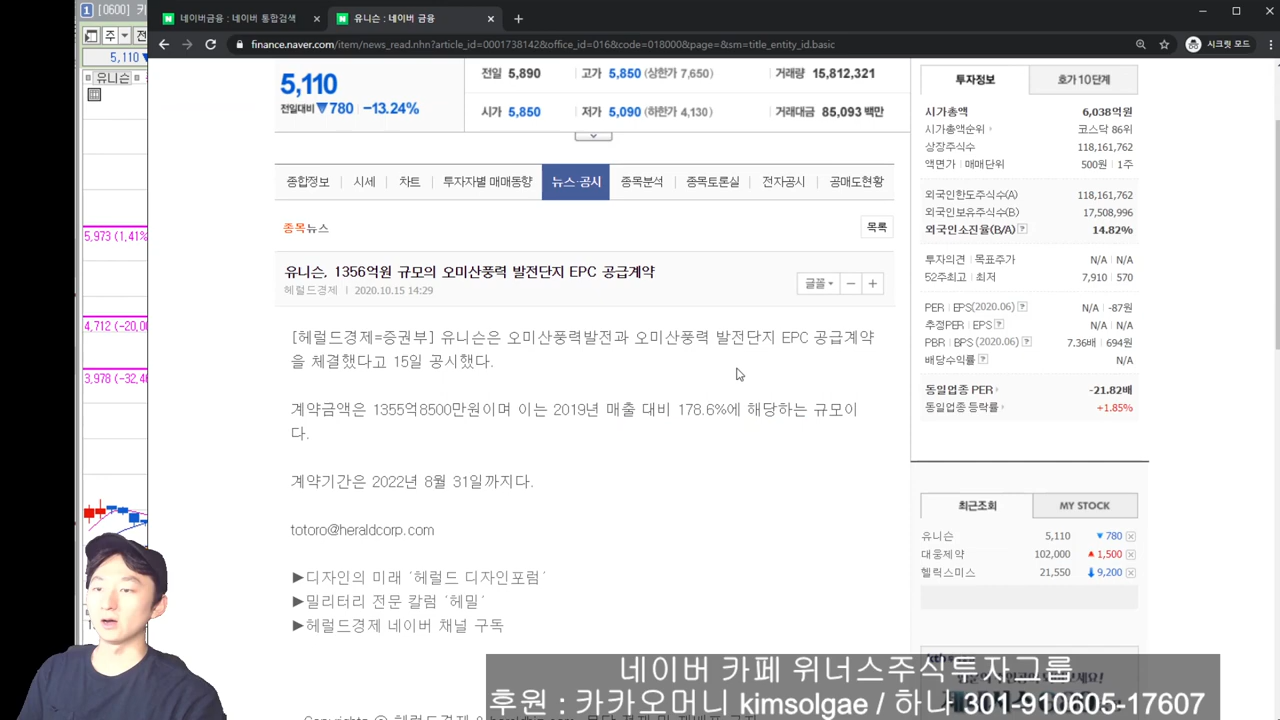 [0600]
네이버금융 : 네이버 통합검색
유니슨 : 네이버 금융
finance.naver.com/item/news_read.nhn?article_id=0001738142&office_id=016&code=018000&page=&sm=title_entity_id.basic
시크릿 모드
주
5,110
유니슨
5,973 (1.41%
4,712 (-20,0
3,978 (-32,4
5,110
전일대비 ▼780 -13.24%
전일 5,890
고가 5,850 (상한가 7,650)
거래량 15,812,321
시가 5,850
저가 5,090 (하한가 4,130)
거래대금 85,093 백만
종합정보 시세 차트 투자자별 매매동향 뉴스·공시 종목분석 종목토론실 전자공시 공매도현황
종목뉴스
목록
유니슨, 1356억원 규모의 오미산풍력 발전단지 EPC 공급계약
헤럴드경제 | 2020.10.15 14:29
글꼴
[헤럴드경제=증권부] 유니슨은 오미산풍력발전과 오미산풍력 발전단지 EPC 공급계약
을 체결했다고 15일 공시했다.
계약금액은 1355억8500만원이며 이는 2019년 매출 대비 178.6%에 해당하는 규모이
다.
계약기간은 2022년 8월 31일까지다.
totoro@heraldcorp.com
▶디자인의 미래 '헤럴드 디자인포럼'
▶밀리터리 전문 칼럼 '헤밀'
▶헤럴드경제 네이버 채널 구독
투자정보
호가 10단계
시가총액 6,038억원
시가총액순위 코스닥 86위
상장주식수 118,161,762
액면가 | 매매단위 500원 | 1주
외국인한도주식수(A) 118,161,762
외국인보유주식수(B) 17,508,996
외국인소진율(B/A) 14.82%
투자의견 | 목표주가 N/A | N/A
52주최고 | 최저 7,910 | 570
PER | EPS(2020.06) N/A | -87원
추정PER | EPS N/A | N/A
PBR | BPS (2020.06) 7.36배 | 694원
배당수익률 N/A
동일업종 PER -21.82배
동일업종 등락률 +1.85%
최근조회
MY STOCK
유니슨 5,110 ▼780
대웅제약 102,000 ▲1,500
헬릭스미스 21,550 ↓9,200
네이버 카페 위너스주식투자그룹
후원 : 카카오머니 kimsolgae / 하나 301-910605-17607